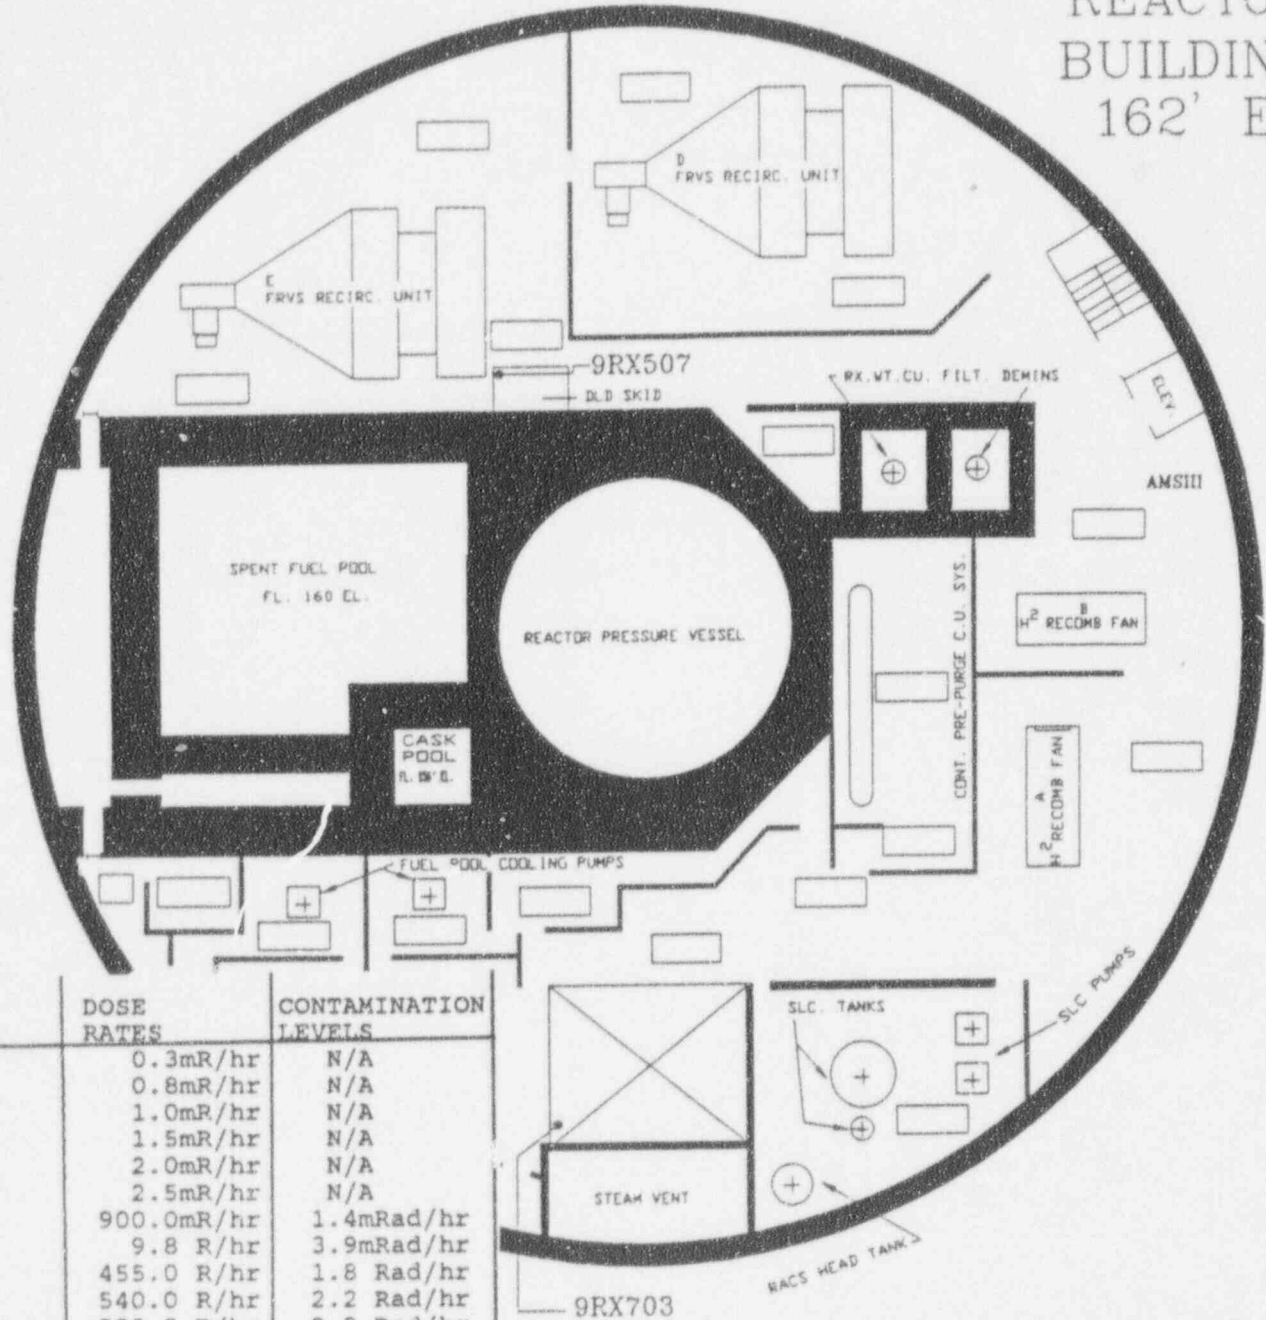 BUILDIN
162' E
D
FRVS RECIRC. UNIT
E
FRVS RECIRC. UNIT
9RX507
DLD SKID
RX.WT.CU. FILT. DEMINS
ELEV.
AMSIII
SPENT FUEL POOL
FL. 160 EL.
REACTOR PRESSURE VESSEL
CONT. PRE-PURGE C.U. SYS.
B
H2 RECOMB FAN
A
H2 RECOMB FAN
CASK
POOL
FUEL POOL COOLING PUMPS
SLC. TANKS
SLC PUMPS
STEAM VENT
RACS HEAD TANK
9RX703
DOSE RATES CONTAMINATION LEVELS
0.3mR/hr N/A
0.8mR/hr N/A
1.0mR/hr N/A
1.5mR/hr N/A
2.0mR/hr N/A
2.5mR/hr N/A
900.0mR/hr 1.4mRad/hr
9.8 R/hr 3.9mRad/hr
455.0 R/hr 1.8 Rad/hr
540.0 R/hr 2.2 Rad/hr